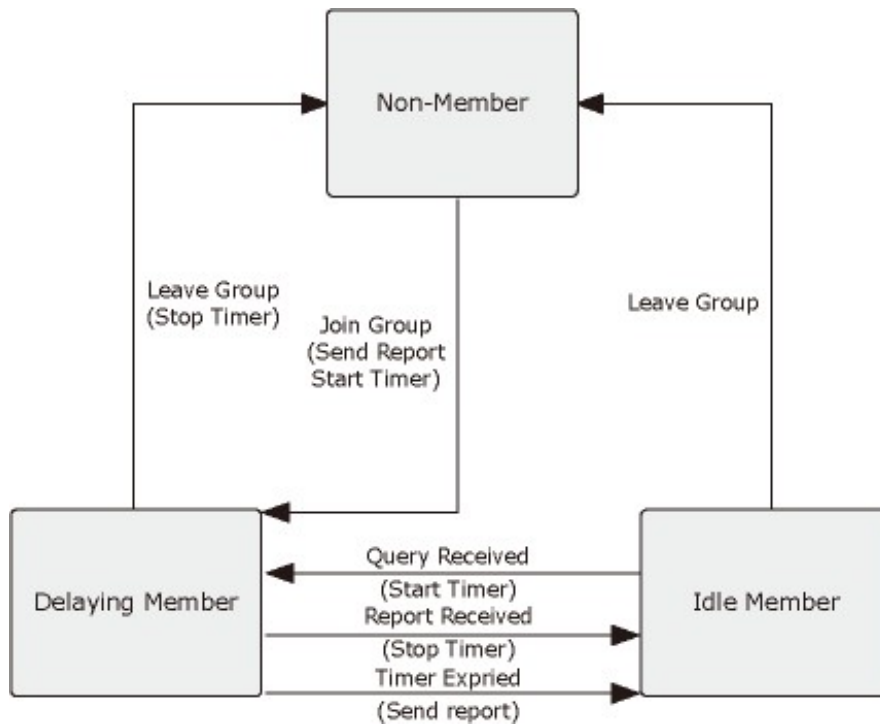 Non-Member
Leave Group
(Stop Timer)
Join Group
(Send Report
Start Timer)
Leave Group
Delaying Member
Query Received
(Start Timer)
Report Received
(Stop Timer)
Timer Expried
(Send report)
Idle Member